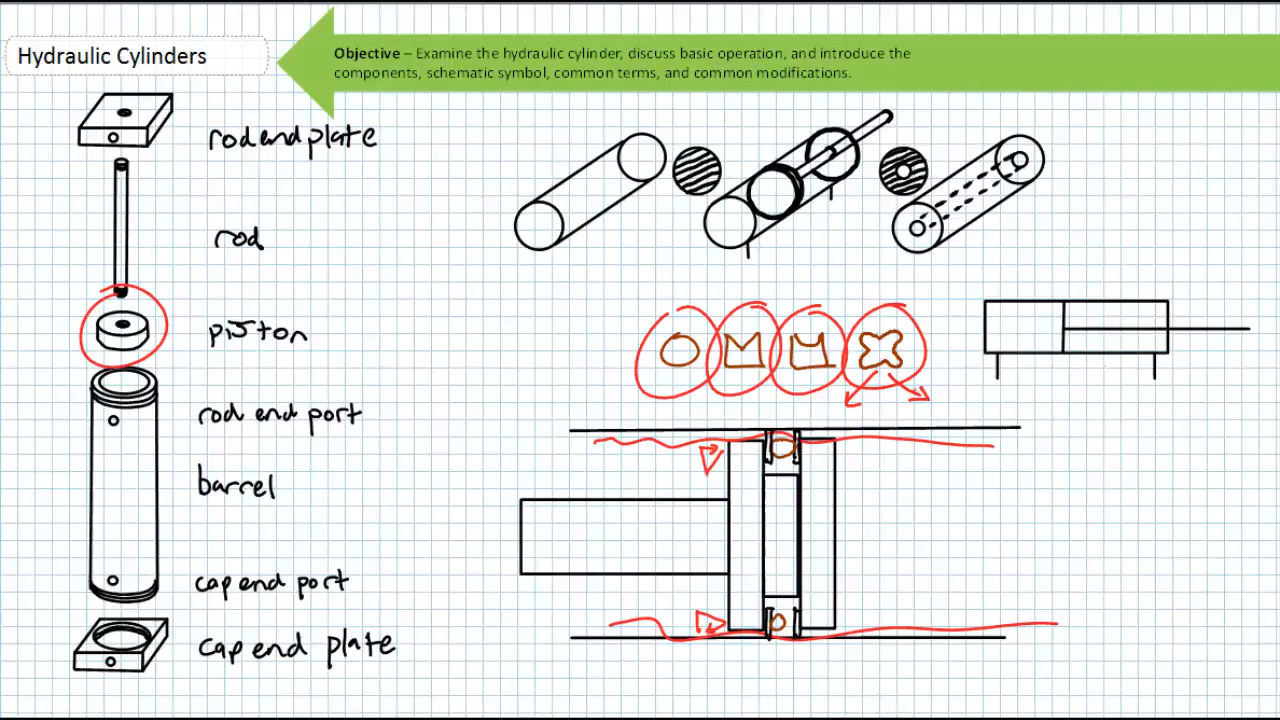 Hydraulic Cylinders
Objective – Examine the hydraulic cylinder, discuss basic operation, and introduce the
components, schematic symbol, common terms, and common modifications.
rod end plate
rod
piston
rod end port
barrel
cap end port
cap end plate